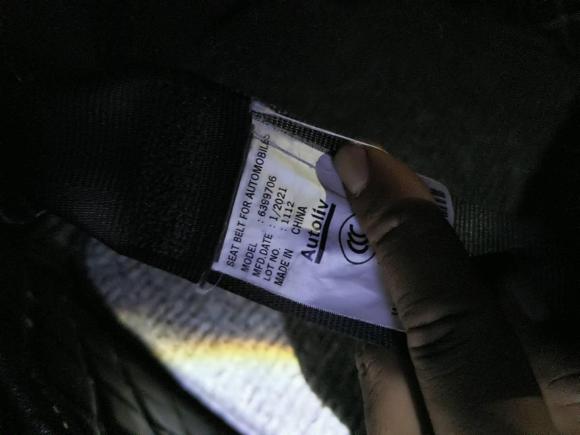 SEAT BELT FOR AUTOMOBILES
MODEL : 6399706
MFD.DATE : 1/2021
LOT NO. : 1112
MADE IN CHINA
Autoliv
CCC